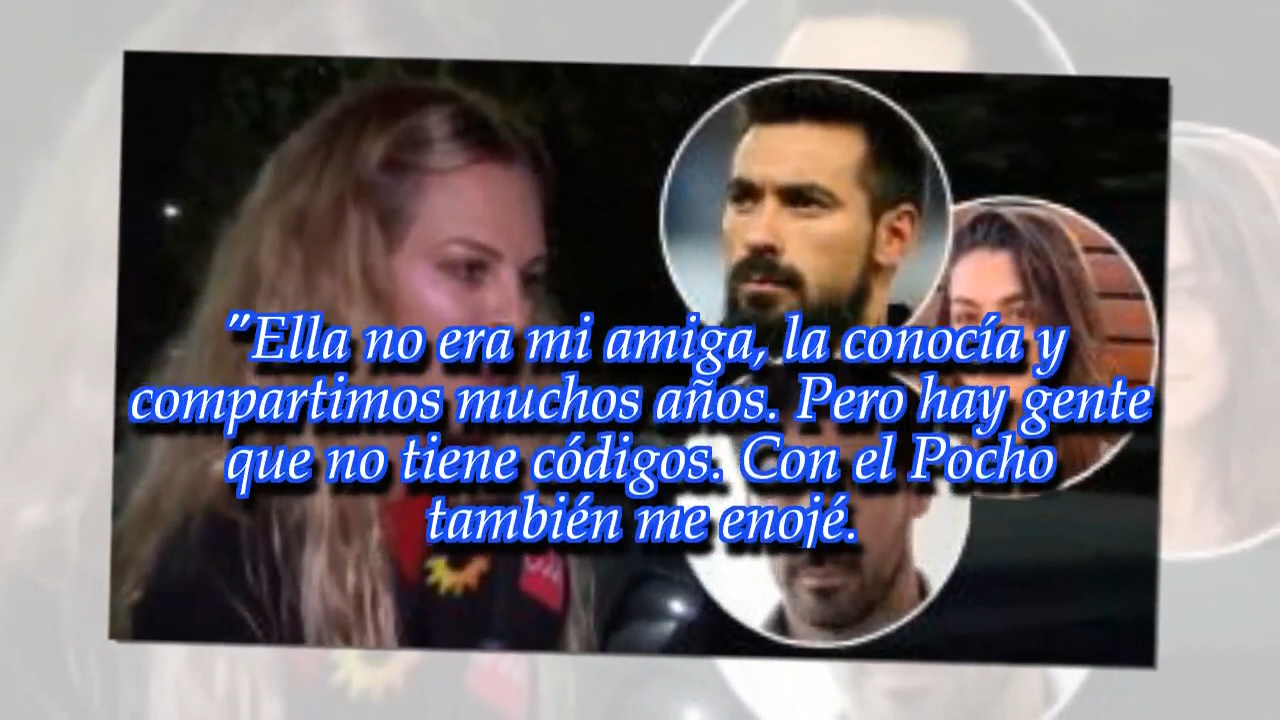 "Ella no era mi amiga, la conocía y
compartimos muchos años. Pero hay gente
que no tiene códigos. Con el Pocho
también me enojé.